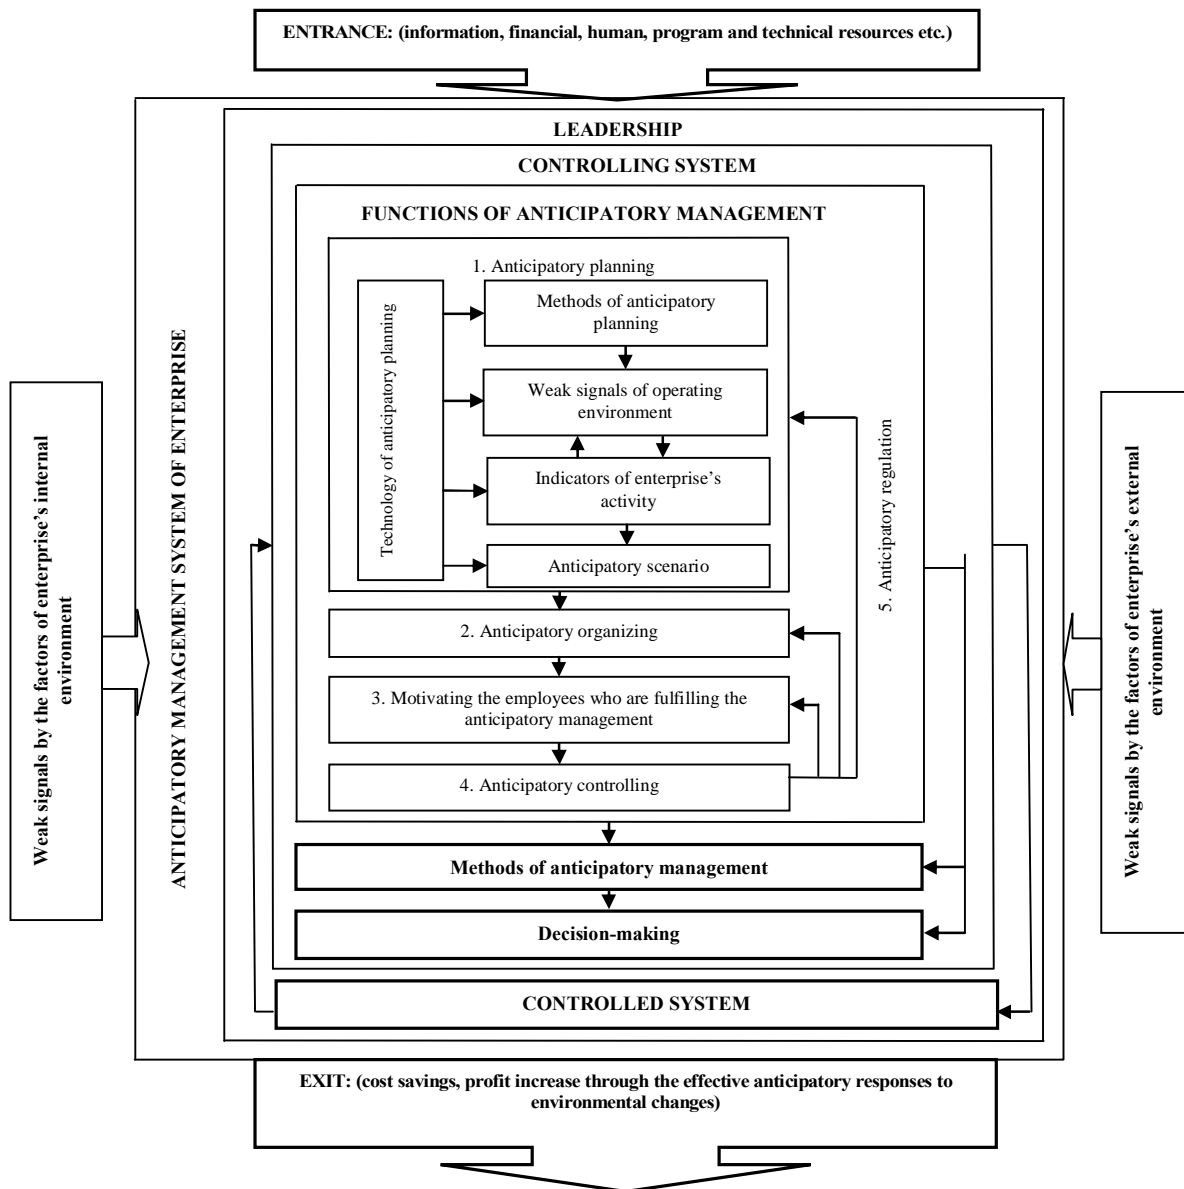 ENTRANCE: (information, financial, human, program and technical resources etc.)
LEADERSHIP
CONTROLLING SYSTEM
FUNCTIONS OF ANTICIPATORY MANAGEMENT
1. Anticipatory planning
Technology of anticipatory planning
Methods of anticipatory
planning
Weak signals of operating
environment
Indicators of enterprise’s
activity
Anticipatory scenario
5. Anticipatory regulation
2. Anticipatory organizing
3. Motivating the employees who are fulfilling the
anticipatory management
4. Anticipatory controlling
Methods of anticipatory management
Decision-making
CONTROLLED SYSTEM
ANTICIPATORY MANAGEMENT SYSTEM OF ENTERPRISE
Weak signals by the factors of enterprise’s internal
environment
Weak signals by the factors of enterprise’s external
environment
EXIT: (cost savings, profit increase through the effective anticipatory responses to
environmental changes)